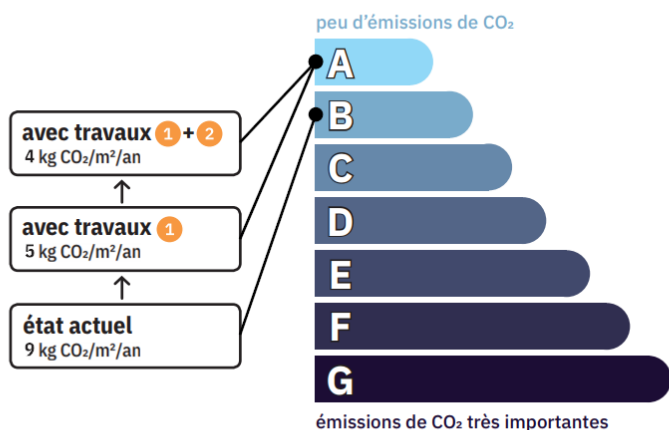 peu d'émissions de CO₂
A
B
C
D
E
F
G
émissions de CO₂ très importantes
avec travaux 1 + 2
4 kg CO₂/m²/an
avec travaux 1
5 kg CO₂/m²/an
état actuel
9 kg CO₂/m²/an